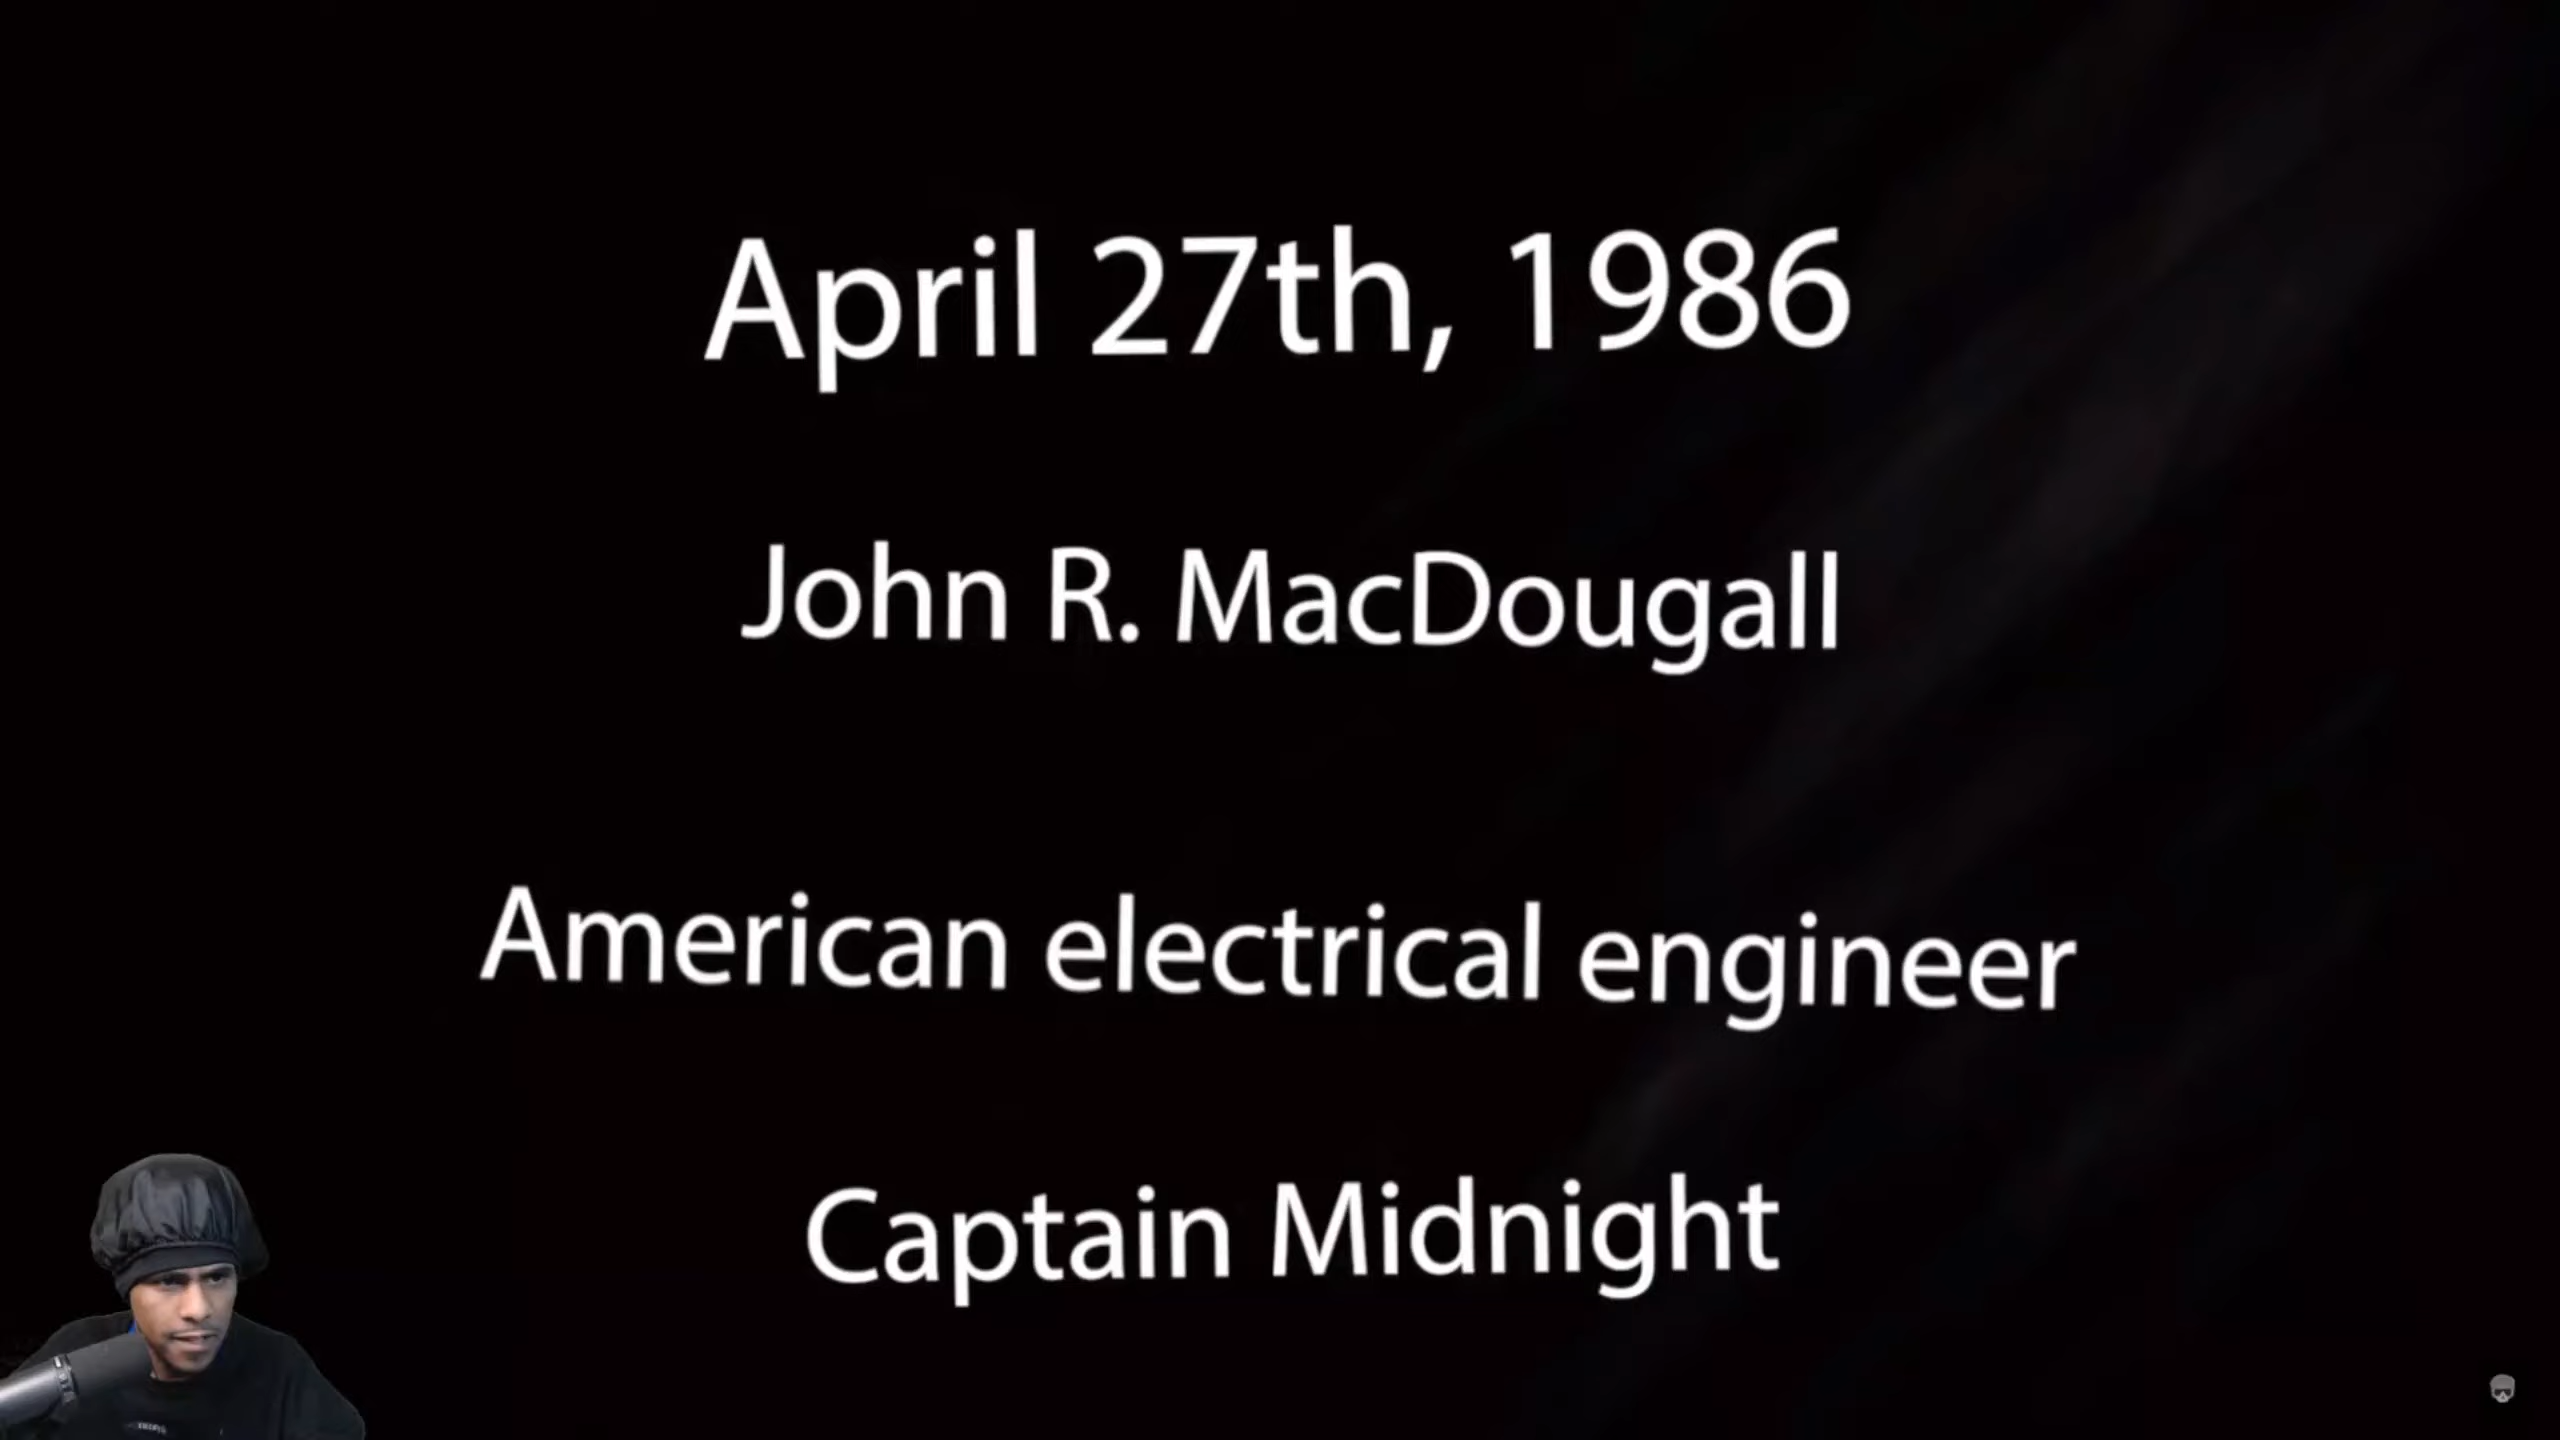 April 27th, 1986
John R. MacDougall
American electrical engineer
Captain Midnight